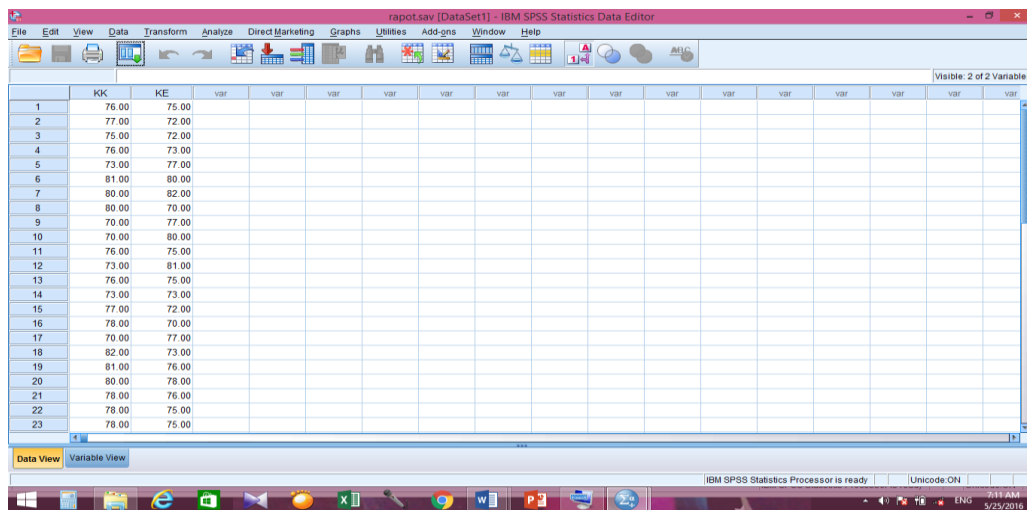 rapot.sav [DataSet1] - IBM SPSS Statistics Data Editor
File Edit View Data Transform Analyze Direct Marketing Graphs Utilities Add-ons Window Help
Visible: 2 of 2 Variable
KK KE var var var var var var var var var var var var var
1 76.00 75.00
2 77.00 72.00
3 75.00 72.00
4 76.00 73.00
5 73.00 77.00
6 81.00 80.00
7 80.00 82.00
8 80.00 70.00
9 70.00 77.00
10 70.00 80.00
11 76.00 75.00
12 73.00 81.00
13 76.00 75.00
14 73.00 73.00
15 77.00 72.00
16 78.00 70.00
17 70.00 77.00
18 82.00 73.00
19 81.00 76.00
20 80.00 78.00
21 78.00 76.00
22 78.00 75.00
23 78.00 75.00
Data View Variable View
IBM SPSS Statistics Processor is ready Unicode:ON
ENG 7:11 AM
5/25/2016